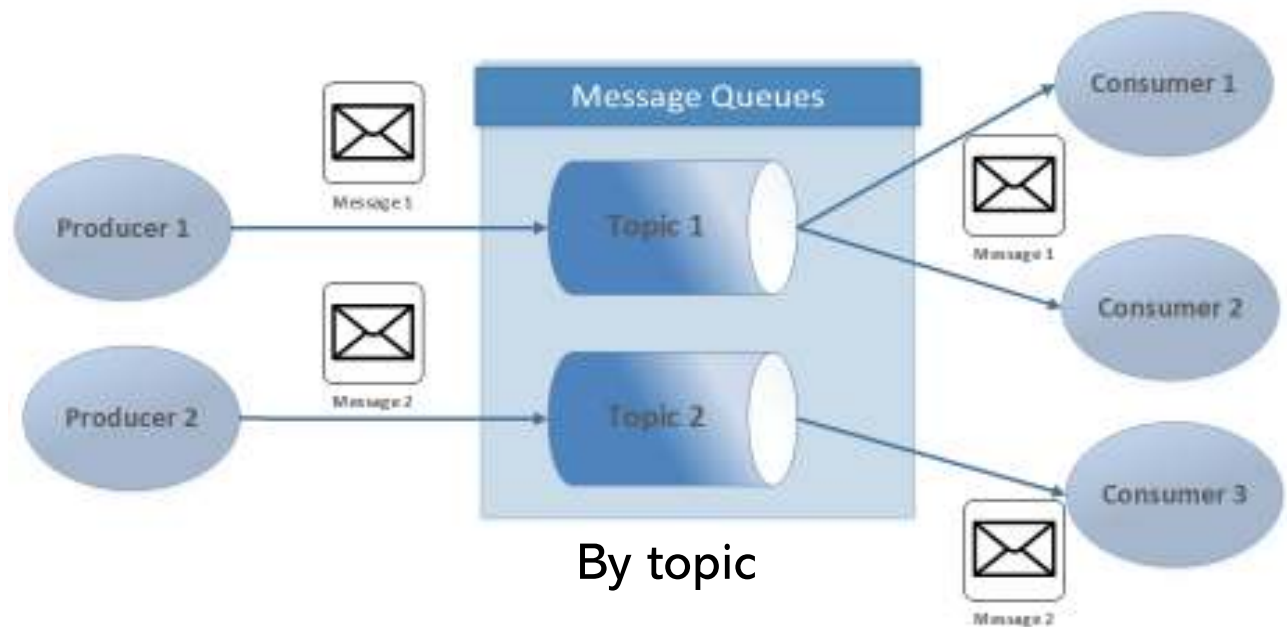 Message Queues
Consumer 1
Message 1
Producer 1
Topic 1
Message 1
Consumer 2
Message 2
Producer 2
Topic 2
Consumer 3
By topic
Message 2